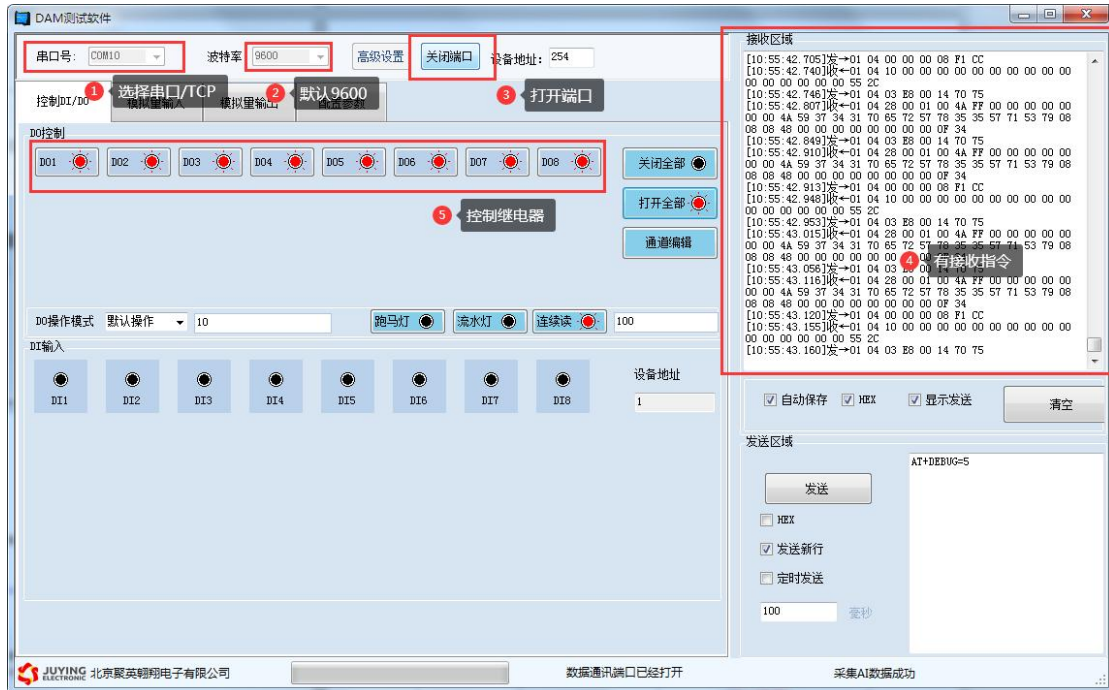 DAM测试软件
串口号: COM10 波特率 9600 高级设置 关闭端口 设备地址: 254
1 选择串口/TCP 2 默认9600 3 打开端口
控制DI/DO 模拟量输入 模拟量输出 配置参数
DO控制
DO1 DO2 DO3 DO4 DO5 DO6 DO7 DO8 关闭全部
打开全部
5 控制继电器
通道编辑
DO操作模式 默认操作 10 跑马灯 流水灯 连续读 100
DI输入
DI1 DI2 DI3 DI4 DI5 DI6 DI7 DI8
设备地址
1
接收区域
[10:55:42.705]发→01 04 00 00 00 08 F1 CC
[10:55:42.740]收←01 04 10 00 00 00 00 00 00 00 00 00
00 00 00 00 00 00 55 2C
[10:55:42.746]发→01 04 03 E8 00 14 70 75
[10:55:42.807]收←01 04 28 00 01 00 4A FF 00 00 00 00 00
00 00 4A 59 37 34 31 70 65 72 57 78 35 35 57 71 53 79 08
08 08 48 00 00 00 00 00 00 00 00 0F 34
[10:55:42.849]发→01 04 03 E8 00 14 70 75
[10:55:42.910]收←01 04 28 00 01 00 4A FF 00 00 00 00 00
00 00 4A 59 37 34 31 70 65 72 57 78 35 35 57 71 53 79 08
08 08 48 00 00 00 00 00 00 00 00 0F 34
[10:55:42.913]发→01 04 00 00 00 08 F1 CC
[10:55:42.948]收←01 04 10 00 00 00 00 00 00 00 00 00
00 00 00 00 00 00 55 2C
[10:55:42.953]发→01 04 03 E8 00 14 70 75
[10:55:43.015]收←01 04 28 00 01 00 4A FF 00 00 00 00 00
00 00 4A 59 37 34 31 70 65 72 57 78 35 35 57 71 53 79 08
08 08 48 00 00 00 00 00 00
4 有接收指令
[10:55:43.056]发→01 04 03 E8 00 14 70 75
[10:55:43.116]收←01 04 28 00 01 00 4A FF 00 00 00 00 00
00 00 4A 59 37 34 31 70 65 72 57 78 35 35 57 71 53 79 08
08 08 48 00 00 00 00 00 00 00 00 0F 34
[10:55:43.120]发→01 04 00 00 00 08 F1 CC
[10:55:43.155]收←01 04 10 00 00 00 00 00 00 00 00 00
00 00 00 00 00 00 55 2C
[10:55:43.160]发→01 04 03 E8 00 14 70 75
自动保存 HEX 显示发送 清空
发送区域
AT+DEBUG=5
发送
HEX
发送新行
定时发送
100 毫秒
JUYING ELECTRONIC 北京聚英翱翔电子有限公司 数据通讯端口已经打开 采集AI数据成功